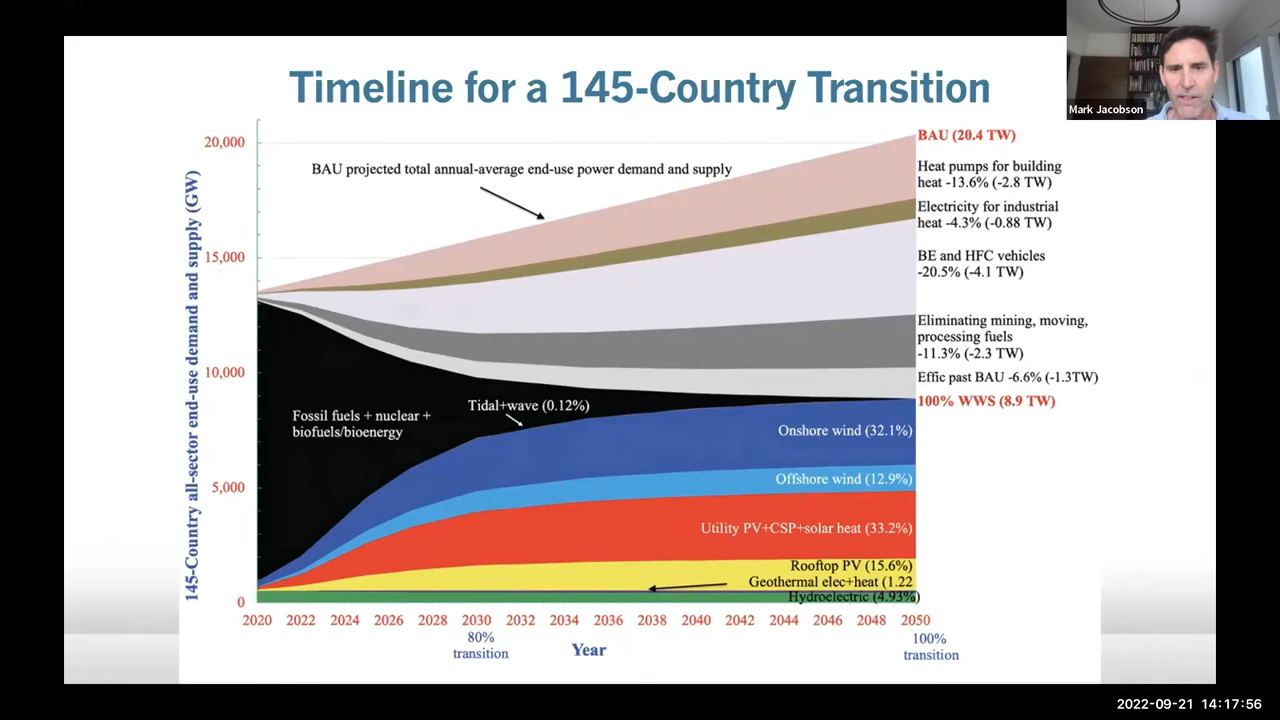 Timeline for a 145-Country Transition
Mark Jacobson
145-Country all-sector end-use demand and supply (GW)
20,000
15,000
10,000
5,000
0
BAU projected total annual-average end-use power demand and supply
BAU (20.4 TW)
Heat pumps for building
heat -13.6% (-2.8 TW)
Electricity for industrial
heat -4.3% (-0.88 TW)
BE and HFC vehicles
-20.5% (-4.1 TW)
Eliminating mining, moving,
processing fuels
-11.3% (-2.3 TW)
Effic past BAU -6.6% (-1.3TW)
100% WWS (8.9 TW)
Fossil fuels + nuclear +
biofuels/bioenergy
Tidal+wave (0.12%)
Onshore wind (32.1%)
Offshore wind (12.9%)
Utility PV+CSP+solar heat (33.2%)
Rooftop PV (15.6%)
Geothermal elec+heat (1.22
Hydroelectric (4.93%)
2020 2022 2024 2026 2028 2030 2032 2034 2036 2038 2040 2042 2044 2046 2048 2050
80%
transition
Year
100%
transition
2022-09-21 14:17:56